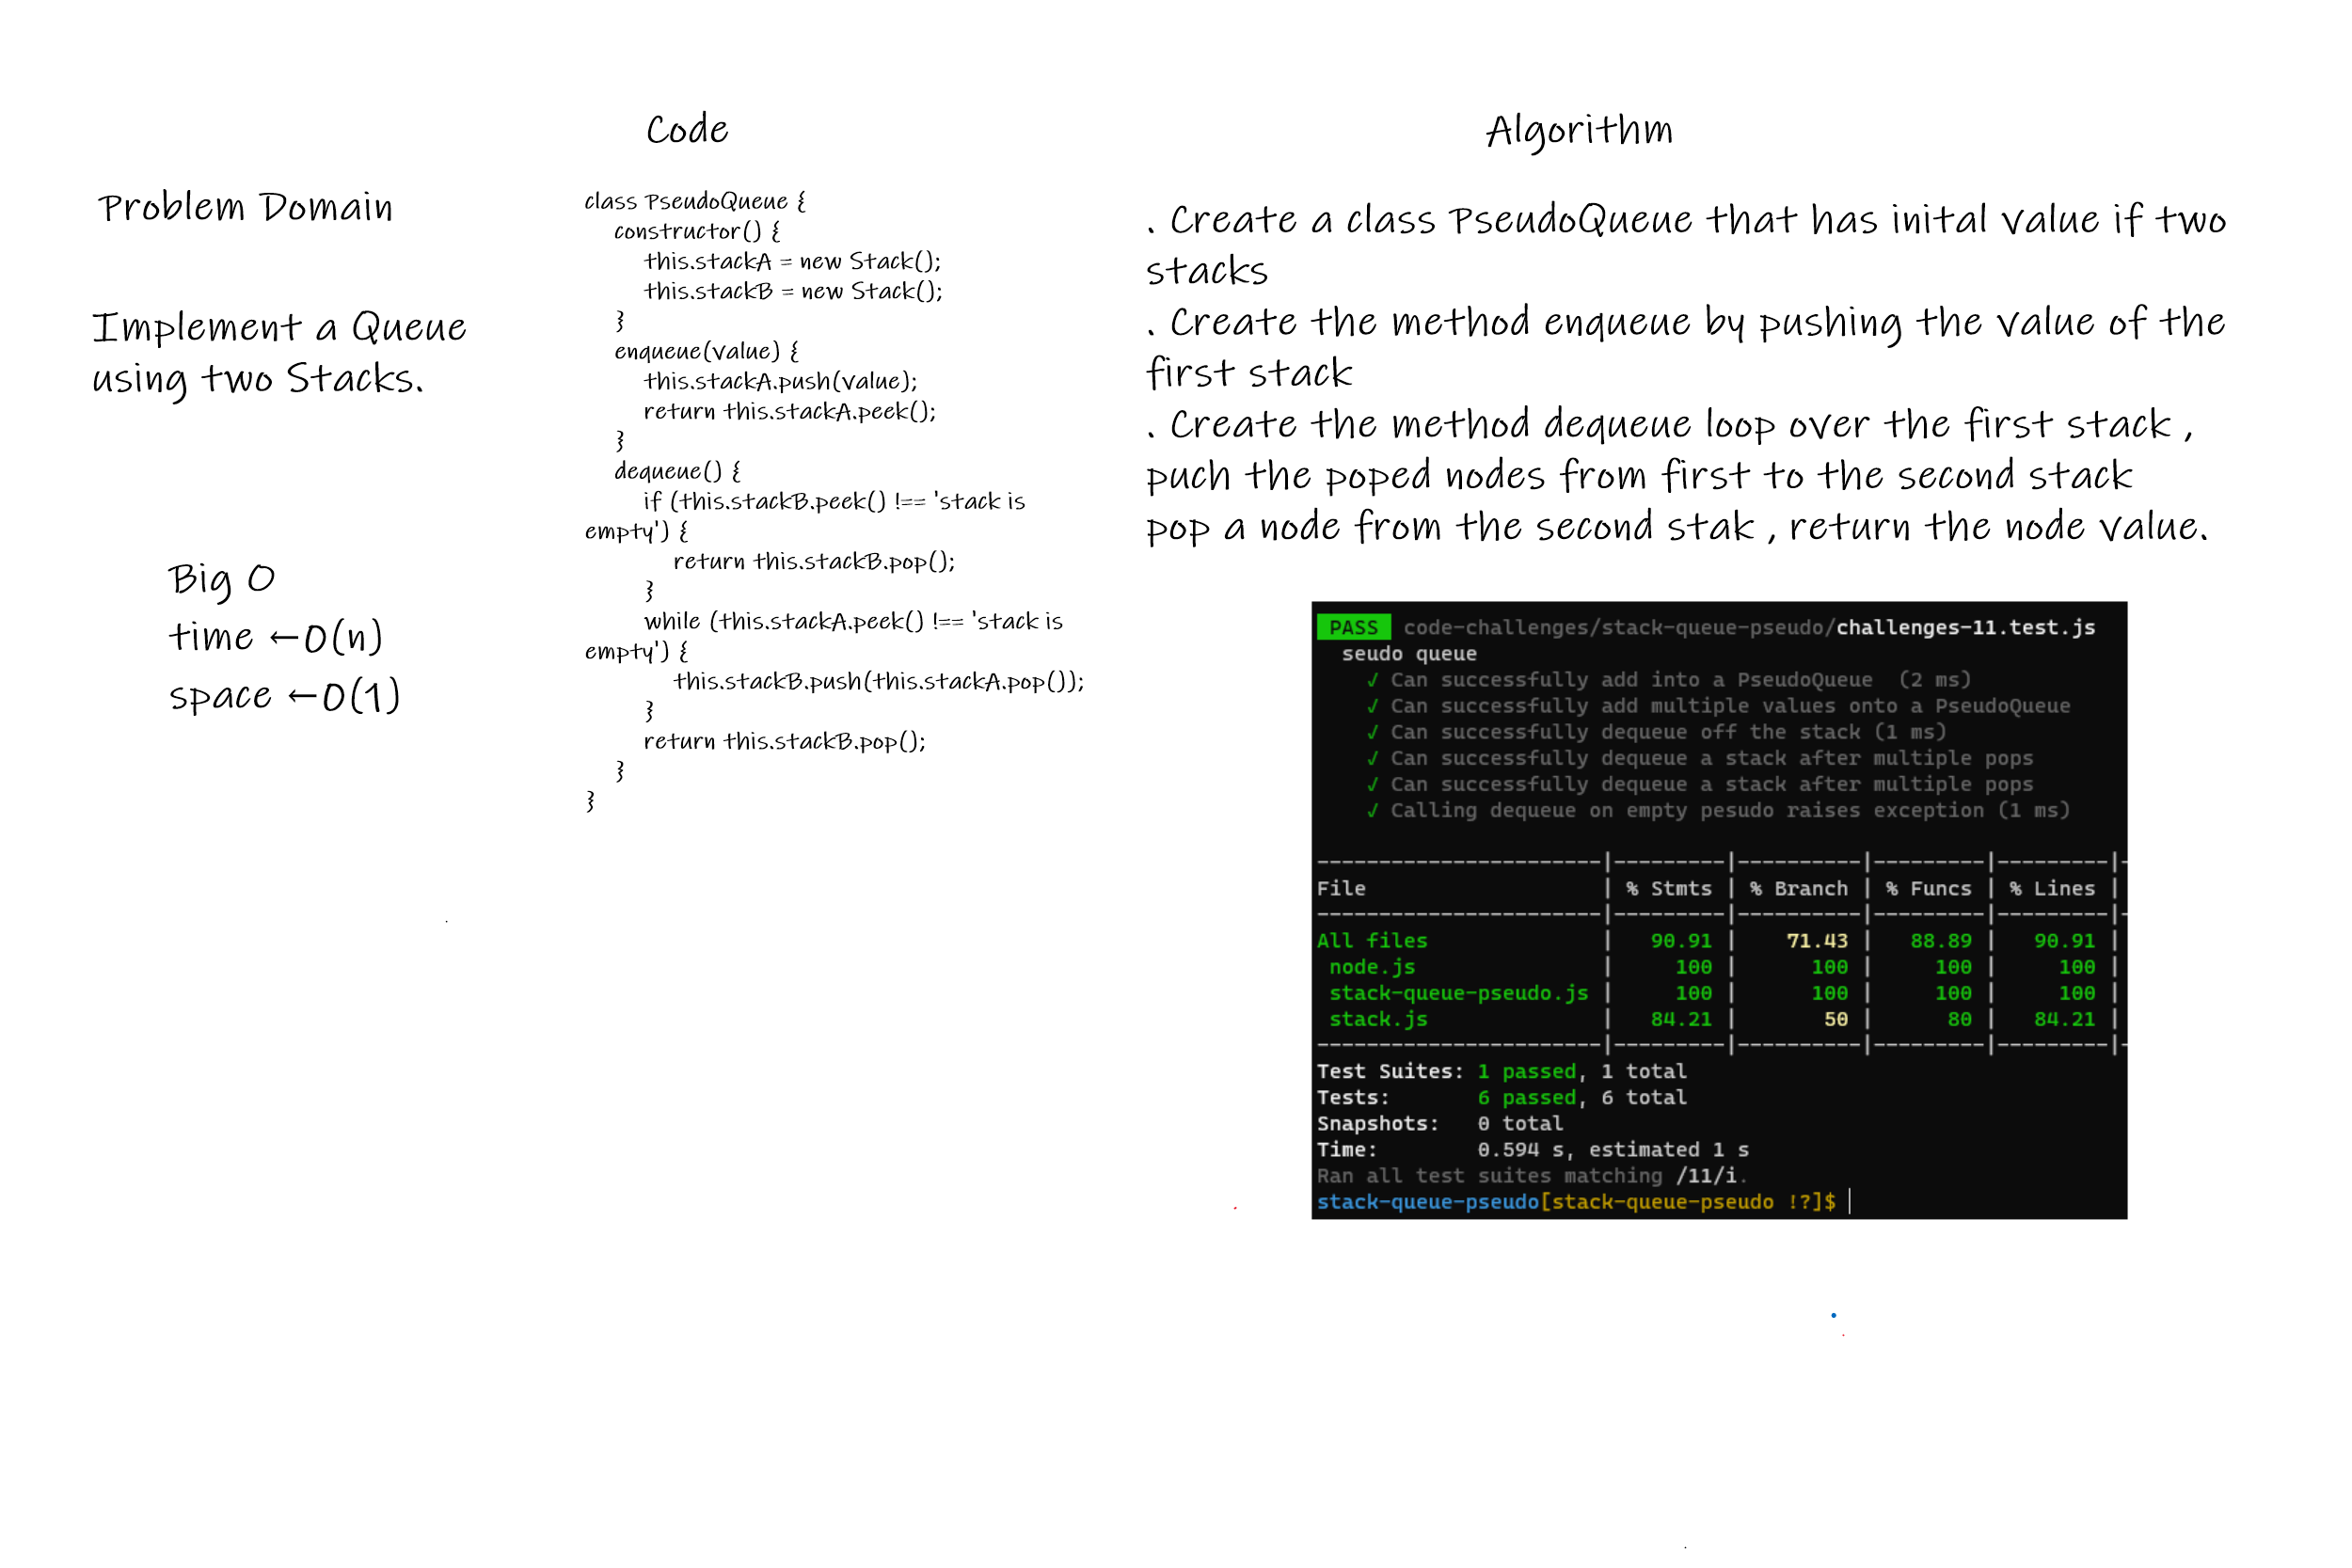 Problem Domain
Implement a Queue
using two Stacks.
Big O
time ←O(n)
space ←O(1)
Code
class PseudoQueue {
constructor() {
this.stackA = new Stack();
this.stackB = new Stack();
}
enqueue(value) {
this.stackA.push(value);
return this.stackA.peek();
}
dequeue() {
if (this.stackB.peek() !== 'stack is
empty') {
return this.stackB.pop();
}
while (this.stackA.peek() !== 'stack is
empty') {
this.stackB.push(this.stackA.pop());
}
return this.stackB.pop();
}
}
Algorithm
. Create a class PseudoQueue that has inital value if two
stacks
. Create the method enqueue by pushing the value of the
first stack
. Create the method dequeue loop over the first stack ,
puch the poped nodes from first to the second stack
pop a node from the second stak , return the node value.
PASS code-challenges/stack-queue-pseudo/challenges-11.test.js
seudo queue
√ Can successfully add into a PseudoQueue (2 ms)
√ Can successfully add multiple values onto a PseudoQueue
√ Can successfully dequeue off the stack (1 ms)
√ Can successfully dequeue a stack after multiple pops
√ Can successfully dequeue a stack after multiple pops
√ Calling dequeue on empty pesudo raises exception (1 ms)
-----------------------|---------|----------|---------|---------|-
File | % Stmts | % Branch | % Funcs | % Lines |
-----------------------|---------|----------|---------|---------|-
All files | 90.91 | 71.43 | 88.89 | 90.91 |
node.js | 100 | 100 | 100 | 100 |
stack-queue-pseudo.js | 100 | 100 | 100 | 100 |
stack.js | 84.21 | 50 | 80 | 84.21 |
-----------------------|---------|----------|---------|---------|-
Test Suites: 1 passed, 1 total
Tests: 6 passed, 6 total
Snapshots: 0 total
Time: 0.594 s, estimated 1 s
Ran all test suites matching /11/i.
stack-queue-pseudo[stack-queue-pseudo !?]$